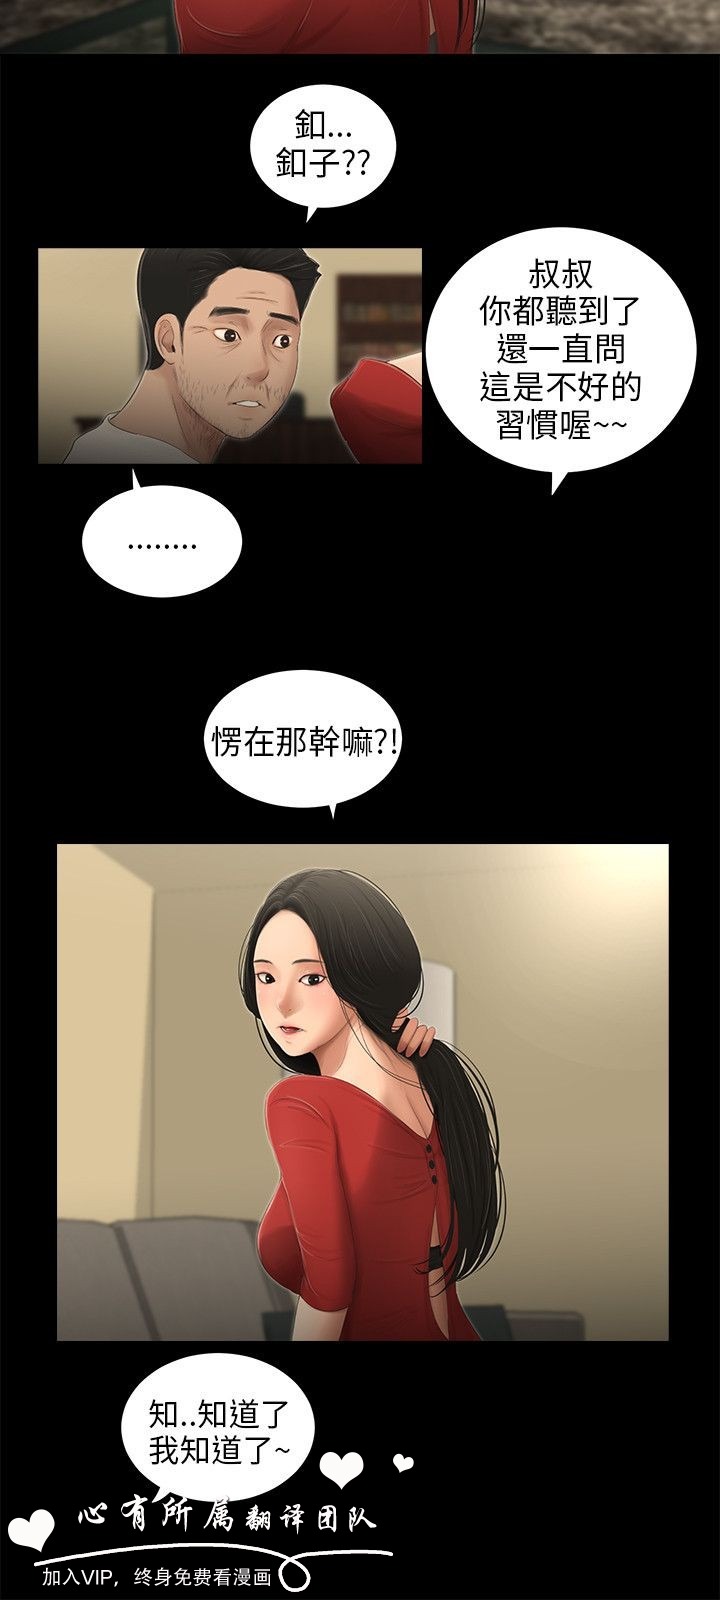 釦...
釦子??
叔叔
你都聽到了
還一直問
這是不好的
習慣喔~~
........
愣在那幹嘛?!
知..知道了
我知道了~
心有所属翻译团队
加入VIP，终身免费看漫画